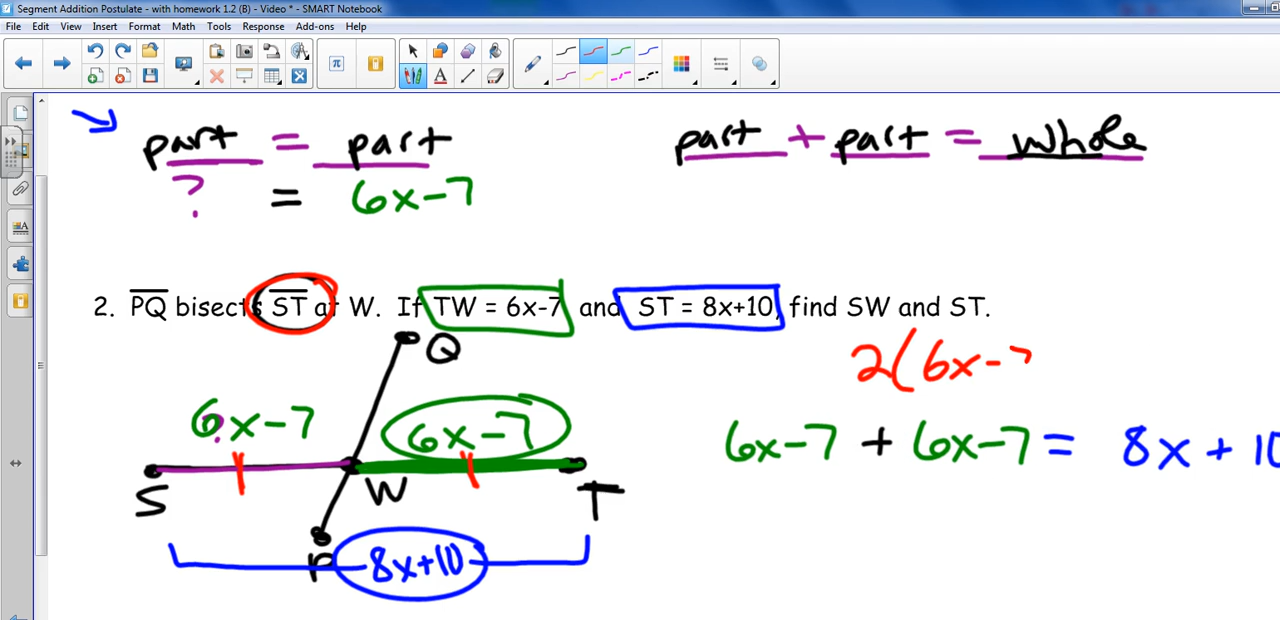 Segment Addition Postulate - with homework 1.2 (B) - Video * - SMART Notebook
File Edit View Insert Format Math Tools Response Add-ons Help
part = part
part + part = whole
? = 6x-7
2. PQ bisects ST at W. If TW = 6x-7 and ST = 8x+10, find SW and ST.
Q
2(6x-7
6x-7
6x-7
6x-7 + 6x-7 = 8x + 10
S
W
T
P
8x+10